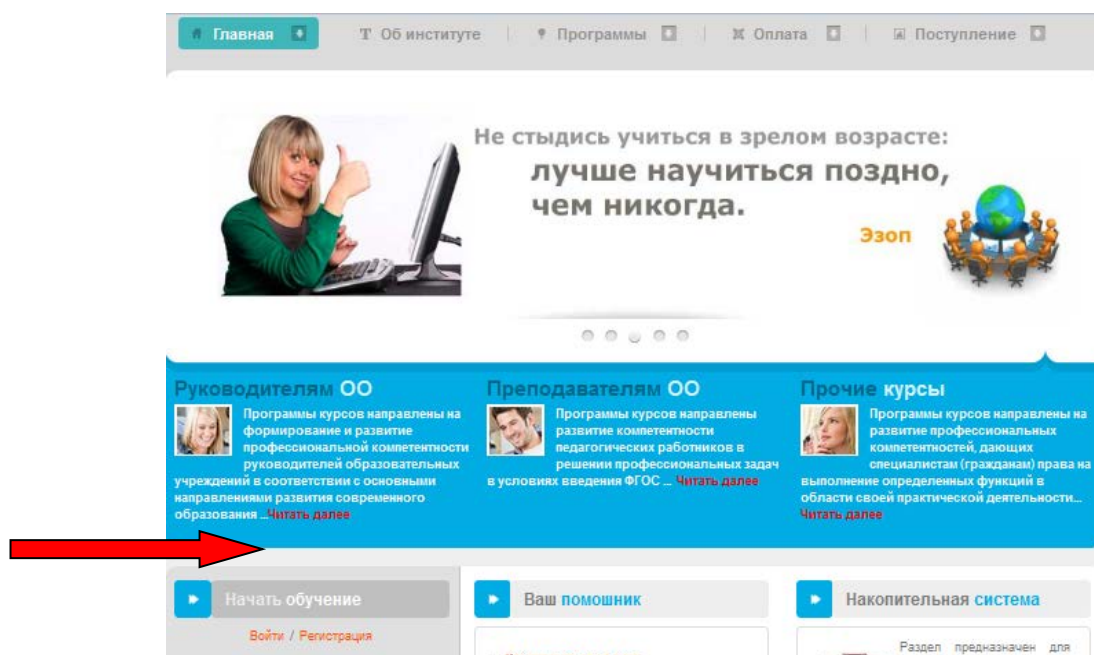 Главная Об институте Программы Оплата Поступление
Не стыдись учиться в зрелом возрасте:
лучше научиться поздно,
чем никогда.
Эзоп
Руководителям ОО
Программы курсов направлены на
формирование и развитие
профессиональной компетентности
руководителей образовательных
учреждений в соответствии с основными
направлениями развития современного
образования ...Читать далее
Преподавателям ОО
Программы курсов направлены
развитие компетентности
педагогических работников в
решении профессиональных задач
в условиях введения ФГОС ... Читать далее
Прочие курсы
Программы курсов направлены на
развитие профессиональных
компетентностей, дающих
специалистам (гражданам) права на
выполнение определенных функций в
области своей практической деятельности...
Читать далее
Начать обучение
Войти / Регистрация
Ваш помошник
Накопительная система
Раздел предназначен для